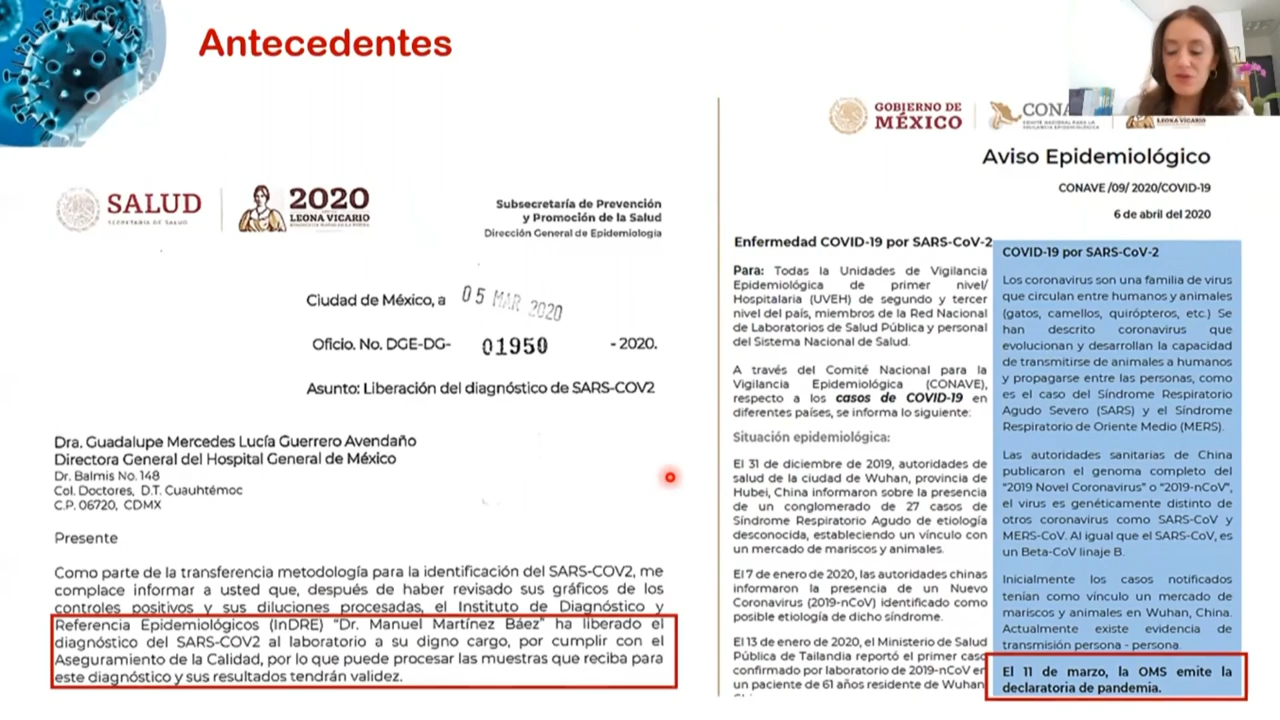 Antecedentes
SALUD
SECRETARÍA DE SALUD
2020
LEONA VICARIO
Subsecretaría de Prevención
y Promoción de la Salud
Dirección General de Epidemiología
Ciudad de México, a 05 MAR 2020
Oficio. No. DGE-DG- 01950 - 2020.
Asunto: Liberación del diagnóstico de SARS-COV2
Dra. Guadalupe Mercedes Lucía Guerrero Avendaño
Directora General del Hospital General de México
Dr. Balmis No. 148
Col. Doctores, D.T. Cuauhtémoc
C.P. 06720, CDMX
Presente
Como parte de la transferencia metodología para la identificación del SARS-COV2, me
complace informar a usted que, después de haber revisado sus gráficos de los
controles positivos y sus diluciones procesadas, el Instituto de Diagnóstico y
Referencia Epidemiológicos (InDRE) "Dr. Manuel Martínez Báez" ha liberado el
diagnóstico del SARS-COV2 al laboratorio a su digno cargo, por cumplir con el
Aseguramiento de la Calidad, por lo que puede procesar las muestras que reciba para
este diagnóstico y sus resultados tendrán validez.
GOBIERNO DE
MÉXICO
CONA
LEONA VICARIO
Aviso Epidemiológico
CONAVE /09/ 2020/COVID-19
6 de abril del 2020
Enfermedad COVID-19 por SARS-CoV-2
Para: Todas la Unidades de Vigilancia
Epidemiológica de primer nivel/
Hospitalaria (UVEH) de segundo y tercer
nivel del país, miembros de la Red Nacional
de Laboratorios de Salud Pública y personal
del Sistema Nacional de Salud.
A través del Comité Nacional para la
Vigilancia Epidemiológica (CONAVE),
respecto a los casos de COVID-19 en
diferentes países, se informa lo siguiente:
Situación epidemiológica:
El 31 de diciembre de 2019, autoridades de
salud de la ciudad de Wuhan, provincia de
Hubei, China informaron sobre la presencia
de un conglomerado de 27 casos de
Síndrome Respiratorio Agudo de etiología
desconocida, estableciendo un vínculo con
un mercado de mariscos y animales.
El 7 de enero de 2020, las autoridades chinas
informaron la presencia de un Nuevo
Coronavirus (2019-nCoV) identificado como
posible etiología de dicho síndrome.
El 13 de enero de 2020, el Ministerio de Salud
Pública de Tailandia reportó el primer caso
confirmado por laboratorio de 2019-nCoV en
un paciente de 61 años residente de Wuhan,
COVID-19 por SARS-CoV-2
Los coronavirus son una familia de virus
que circulan entre humanos y animales
(gatos, camellos, quirópteros, etc.) Se
han descrito coronavirus que
evolucionan y desarrollan la capacidad
de transmitirse de animales a humanos
y propagarse entre las personas, como
es el caso del Síndrome Respiratorio
Agudo Severo (SARS) y el Síndrome
Respiratorio de Oriente Medio (MERS).
Las autoridades sanitarias de China
publicaron el genoma completo del
"2019 Novel Coronavirus" o "2019-nCoV",
el virus es genéticamente distinto de
otros coronavirus como SARS-CoV y
MERS-CoV. Al igual que el SARS-CoV, es
un Beta-CoV linaje B.
Inicialmente los casos notificados
tenían como vínculo un mercado de
mariscos y animales en Wuhan, China.
Actualmente existe evidencia de
transmisión persona - persona.
El 11 de marzo, la OMS emite la
declaratoria de pandemia.